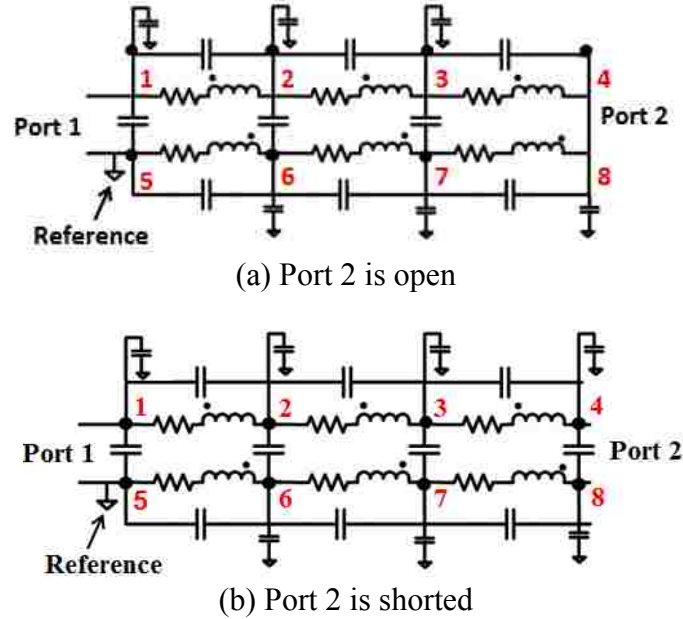 1 2 3 4
Port 1 Port 2
5 6 7 8
Reference
(a) Port 2 is open
1 2 3 4
Port 1 Port 2
5 6 7 8
Reference
(b) Port 2 is shorted